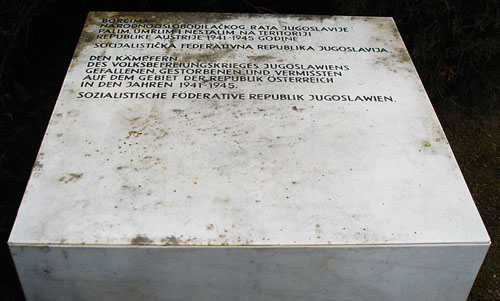 BORCIMA
NARODNOOSLOBODILAČKOG RATA JUGOSLAVIJE
PALIM, UMRLIM I NESTALIM NA TERITORIJI
REPUBLIKE AUSTRIJE 1941-1945 GODINE
SOCIJALISTIČKA FEDERATIVNA REPUBLIKA JUGOSLAVIJA.
DEN KÄMPFERN
DES VOLKSBEFREIUNGSKRIEGES JUGOSLAWIENS
GEFALLENEN, GESTORBENEN UND VERMISSTEN
AUF DEM GEBIET DER REPUBLIK ÖSTERREICH
IN DEN JAHREN 1941-1945.
SOZIALISTISCHE FÖDERATIVE REPUBLIK JUGOSLAWIEN.